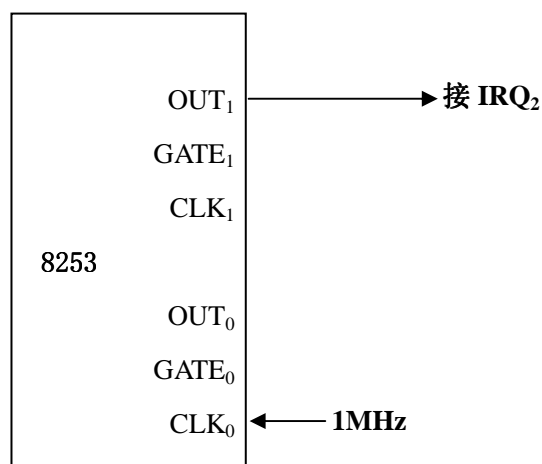 OUT₁
接 IRQ₂
GATE₁
CLK₁
8253
OUT₀
GATE₀
CLK₀
1MHz